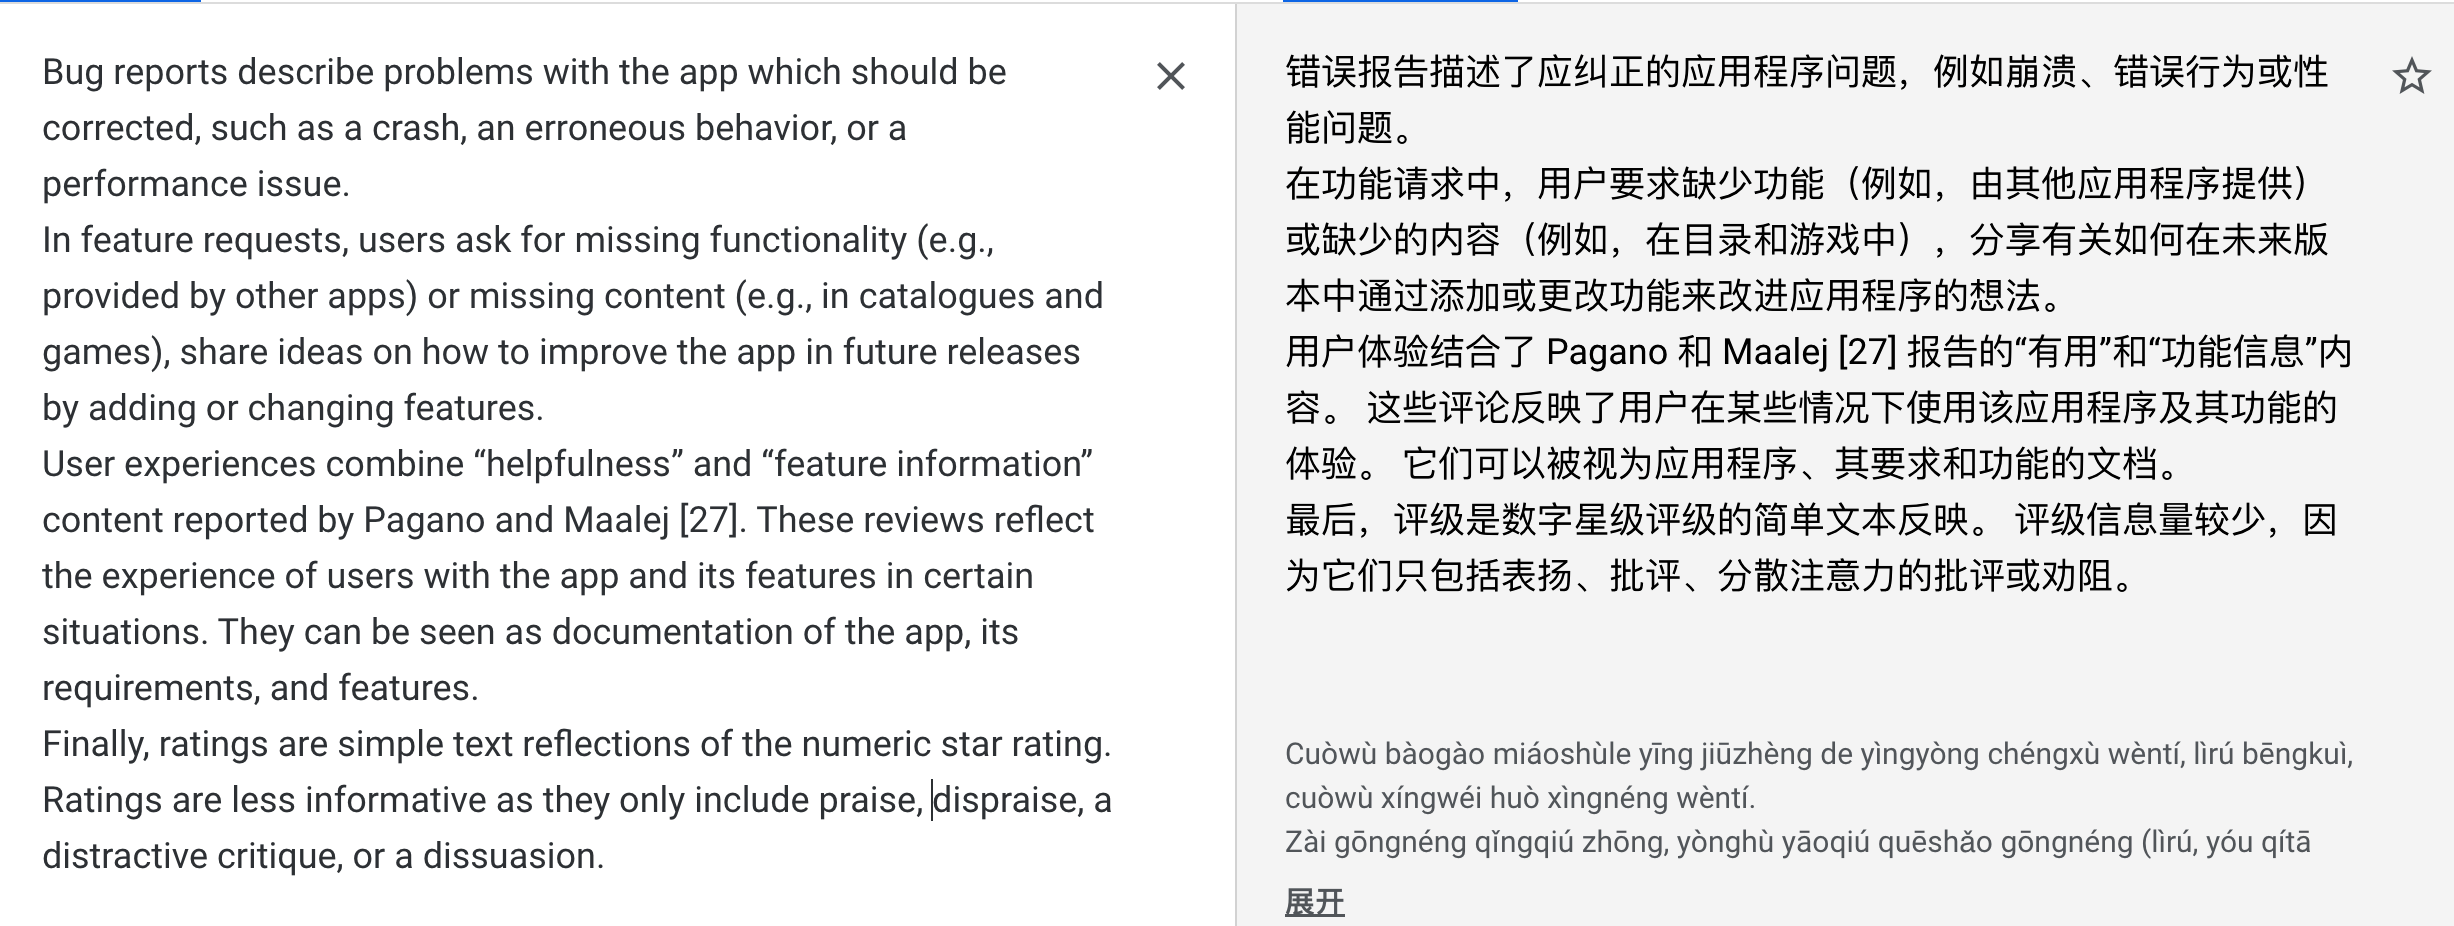 Bug reports describe problems with the app which should be
corrected, such as a crash, an erroneous behavior, or a
performance issue.
In feature requests, users ask for missing functionality (e.g.,
provided by other apps) or missing content (e.g., in catalogues and
games), share ideas on how to improve the app in future releases
by adding or changing features.
User experiences combine “helpfulness” and “feature information”
content reported by Pagano and Maalej [27]. These reviews reflect
the experience of users with the app and its features in certain
situations. They can be seen as documentation of the app, its
requirements, and features.
Finally, ratings are simple text reflections of the numeric star rating.
Ratings are less informative as they only include praise, dispraise, a
distractive critique, or a dissuasion.
错误报告描述了应纠正的应用程序问题，例如崩溃、错误行为或性
能问题。
在功能请求中，用户要求缺少功能（例如，由其他应用程序提供）
或缺少的内容（例如，在目录和游戏中），分享有关如何在未来版
本中通过添加或更改功能来改进应用程序的想法。
用户体验结合了 Pagano 和 Maalej [27] 报告的“有用”和“功能信息”内
容。 这些评论反映了用户在某些情况下使用该应用程序及其功能的
体验。 它们可以被视为应用程序、其要求和功能的文档。
最后，评级是数字星级评级的简单文本反映。 评级信息量较少，因
为它们只包括表扬、批评、分散注意力的批评或劝阻。
Cuòwù bàogào miáoshùle yīng jiūzhèng de yìngyòng chéngxù wèntí, lìrú bēngkuì,
cuòwù xíngwéi huò xìngnéng wèntí.
Zài gōngnéng qǐngqiú zhōng, yònghù yāoqiú quēshǎo gōngnéng (lìrú, yóu qítā
展开